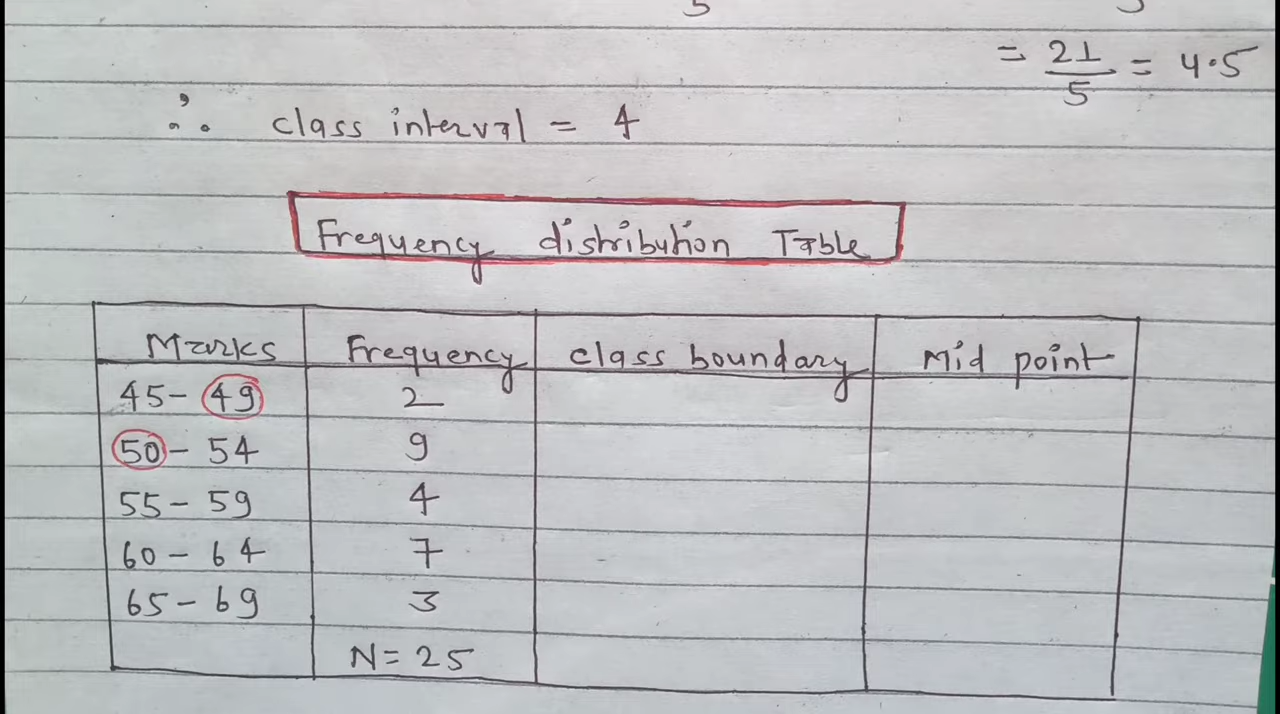 5
= 21/5 = 4.5
∴ class interval = 4
Frequency distribution Table
Marks Frequency class boundary Mid point
45 - 49 2
50 - 54 9
55 - 59 4
60 - 64 7
65 - 69 3
N = 25